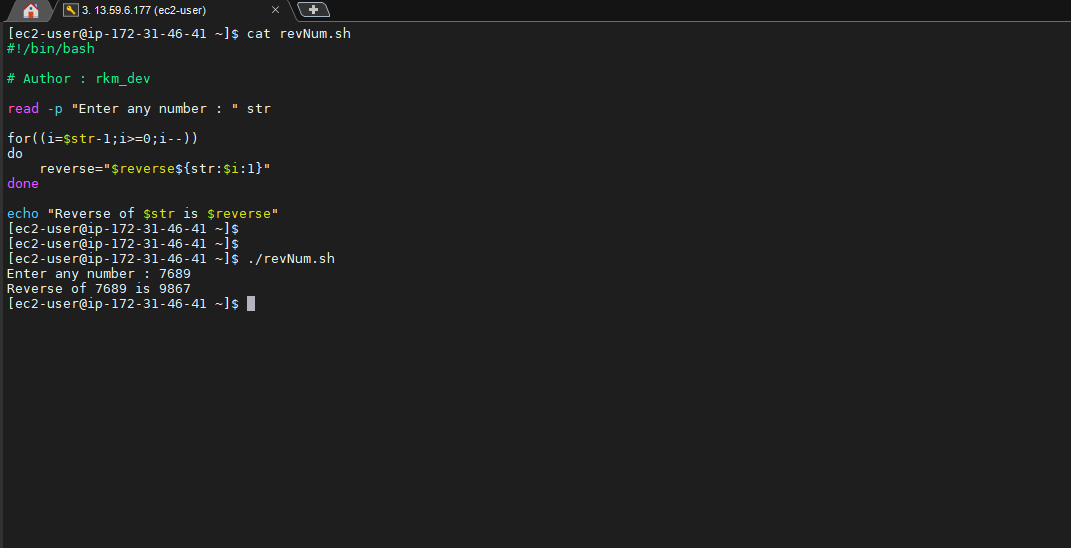 3. 13.59.6.177 (ec2-user)
[ec2-user@ip-172-31-46-41 ~]$ cat revNum.sh
#!/bin/bash
# Author : rkm_dev
read -p "Enter any number : " str
for((i=$str-1;i>=0;i--))
do
    reverse="$reverse${str:$i:1}"
done
echo "Reverse of $str is $reverse"
[ec2-user@ip-172-31-46-41 ~]$
[ec2-user@ip-172-31-46-41 ~]$
[ec2-user@ip-172-31-46-41 ~]$ ./revNum.sh
Enter any number : 7689
Reverse of 7689 is 9867
[ec2-user@ip-172-31-46-41 ~]$